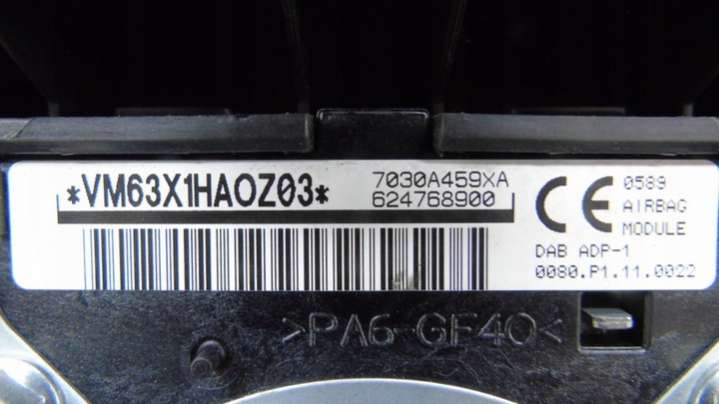 *VM63X1HAOZ03*
7030A459XA
624768900
CE
0589
AIRBAG
MODULE
DAB ADP-1
0080.P1.11.0022
>PA6-GF40<